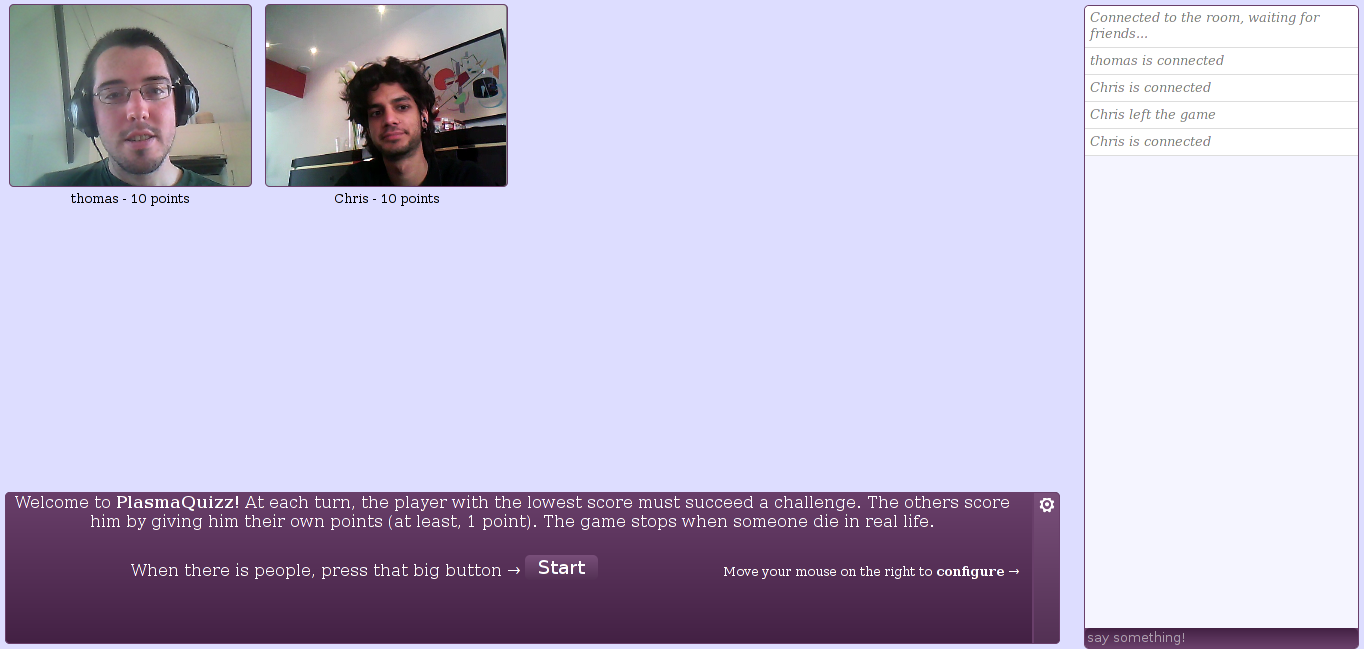 thomas - 10 points
Chris - 10 points
Welcome to PlasmaQuizz! At each turn, the player with the lowest score must succeed a challenge. The others score
him by giving him their own points (at least, 1 point). The game stops when someone die in real life.
When there is people, press that big button → Start
Move your mouse on the right to configure →
Connected to the room, waiting for
friends...
thomas is connected
Chris is connected
Chris left the game
Chris is connected
say something!